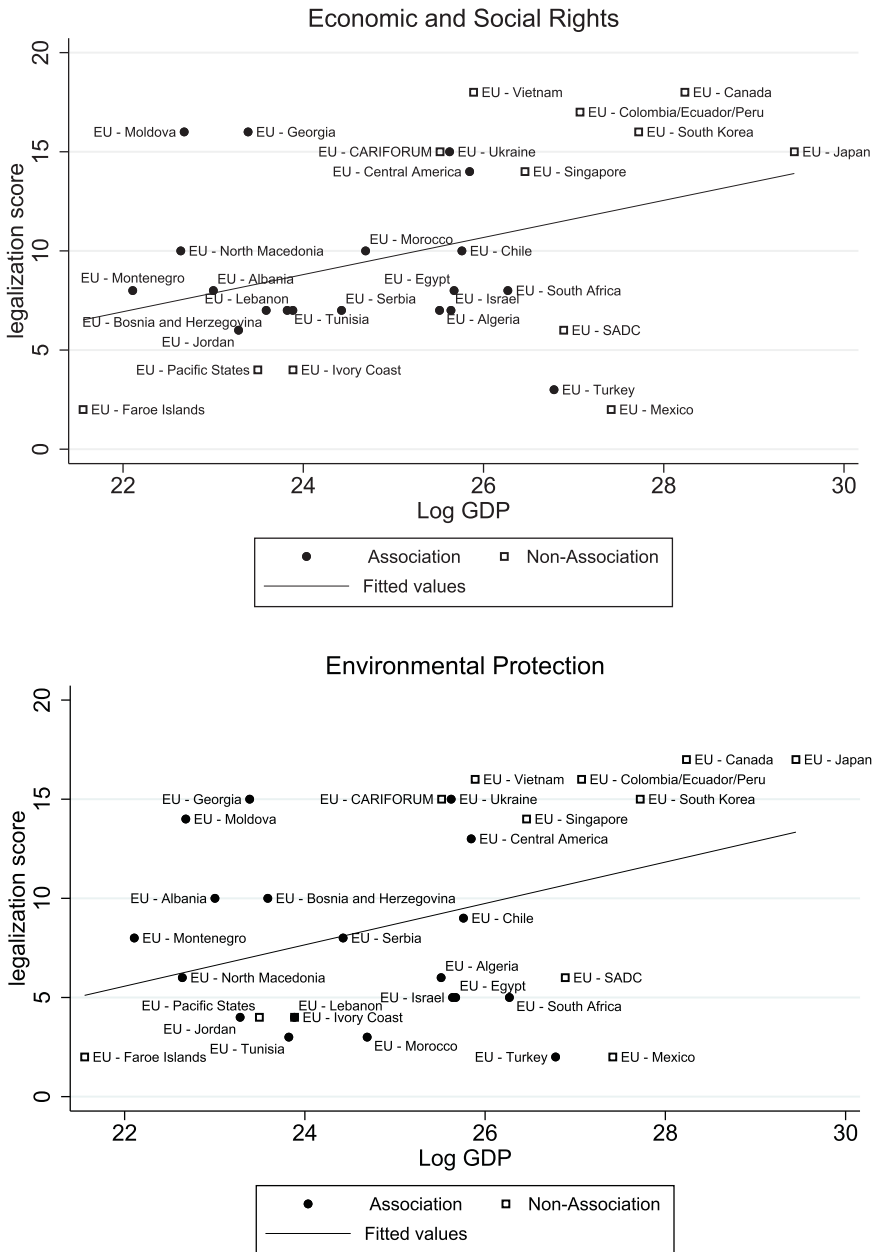 Economic and Social Rights
legalization score
20
15
10
5
0
EU - Vietnam
EU - Canada
EU - Colombia/Ecuador/Peru
EU - Moldova
EU - Georgia
EU - South Korea
EU - CARIFORUM
EU - Ukraine
EU - Japan
EU - Central America
EU - Singapore
EU - Morocco
EU - North Macedonia
EU - Chile
EU - Montenegro
EU - Albania
EU - Egypt
EU - South Africa
EU - Lebanon
EU - Serbia
EU - Israel
EU - Bosnia and Herzegovina
EU - Tunisia
EU - Algeria
EU - SADC
EU - Jordan
EU - Pacific States
EU - Ivory Coast
EU - Turkey
EU - Faroe Islands
EU - Mexico
22
24
26
28
30
Log GDP
Association
Non-Association
Fitted values
Environmental Protection
legalization score
20
15
10
5
0
EU - Canada
EU - Japan
EU - Vietnam
EU - Colombia/Ecuador/Peru
EU - Georgia
EU - CARIFORUM
EU - Ukraine
EU - South Korea
EU - Moldova
EU - Singapore
EU - Central America
EU - Albania
EU - Bosnia and Herzegovina
EU - Chile
EU - Montenegro
EU - Serbia
EU - Algeria
EU - North Macedonia
EU - SADC
EU - Egypt
EU - Israel
EU - Pacific States
EU - Lebanon
EU - South Africa
EU - Ivory Coast
EU - Jordan
EU - Tunisia
EU - Morocco
EU - Faroe Islands
EU - Turkey
EU - Mexico
22
24
26
28
30
Log GDP
Association
Non-Association
Fitted values